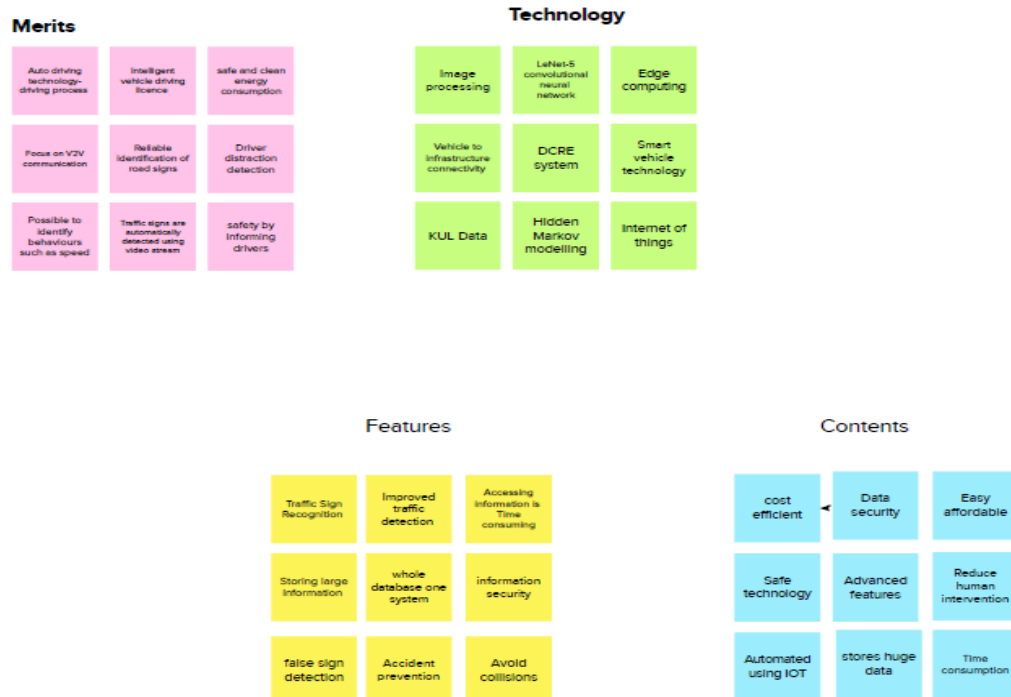 Merits
Auto driving
technology-
driving process
Intelligent
vehicle driving
licence
safe and clean
energy
consumption
Focus on V2V
communication
Reliable
identification of
road signs
Driver
distraction
detection
Possible to
identify
behaviours
such as speed
Traffic signs are
automatically
detected using
video stream
safety by
informing
drivers
Technology
Image
processing
LeNet-5
convolutional
neural
network
Edge
computing
Vehicle to
infrastructure
connectivity
DCRE
system
Smart
vehicle
technology
KUL Data
Hidden
Markov
modelling
Internet of
things
Features
Traffic Sign
Recognition
Improved
traffic
detection
Accessing
information is
Time
consuming
Storing large
information
whole
database one
system
information
security
false sign
detection
Accident
prevention
Avoid
collisions
Contents
cost
efficient
Data
security
Easy
affordable
Safe
technology
Advanced
features
Reduce
human
intervention
Automated
using IOT
stores huge
data
Time
consumption